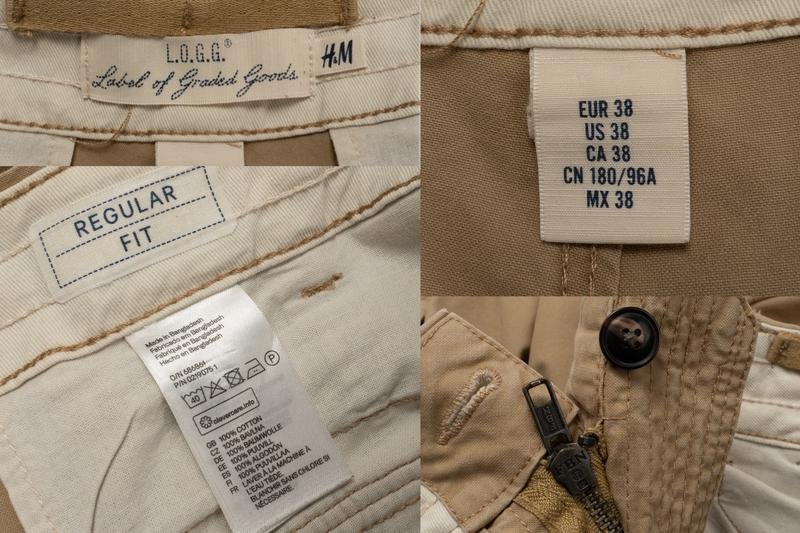 L.O.G.G.®
Label of Graded Goods.
H&M
EUR 38
US 38
CA 38
CN 180/96A
MX 38
REGULAR
FIT
Made in Bangladesh
Fabricado em Bangladesh
Fabriqué en Bangladesh
Hecho en Bangladesh
P/N 0219075 1
40
P
clevercare.info
GB 100% COTTON
CZ 100% BAVLNA
DE 100% BAUMWOLLE
EE 100% PUUVILL
ES 100% ALGODÓN
FI 100% PUUVILLAA
FR LAVER À LA MACHINE À
L'EAU TIÈDE.
BLANCHIR SANS CHLORE SI
NÉCESSAIRE.